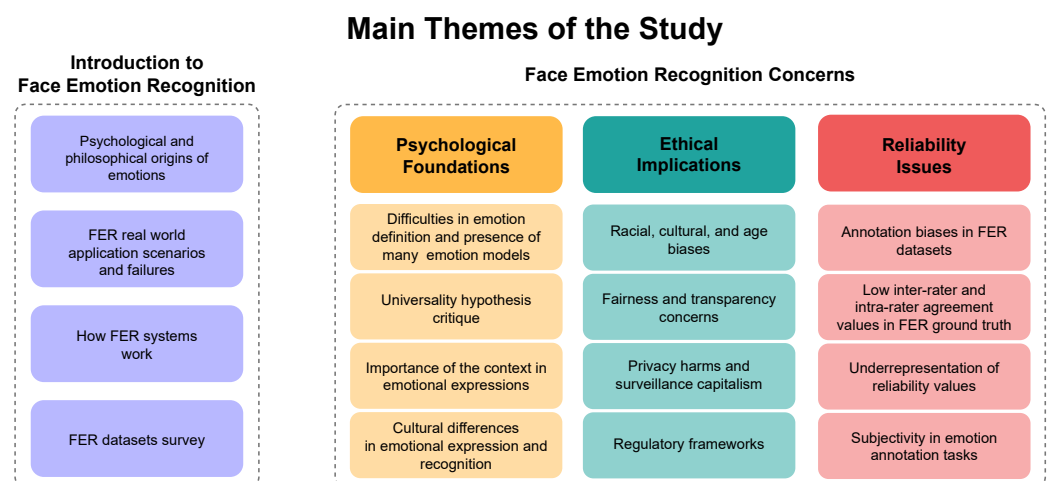 Main Themes of the Study
Introduction to
Face Emotion Recognition
Psychological and
philosophical origins of
emotions
FER real world
application scenarios
and failures
How FER systems
work
FER datasets survey
Face Emotion Recognition Concerns
Psychological
Foundations
Difficulties in emotion
definition and presence of
many emotion models
Universality hypothesis
critique
Importance of the context in
emotional expressions
Cultural differences
in emotional expression and
recognition
Ethical
Implications
Racial, cultural, and age
biases
Fairness and transparency
concerns
Privacy harms and
surveillance capitalism
Regulatory frameworks
Reliability
Issues
Annotation biases in FER
datasets
Low inter-rater and
intra-rater agreement
values in FER ground truth
Underrepresentation of
reliability values
Subjectivity in emotion
annotation tasks